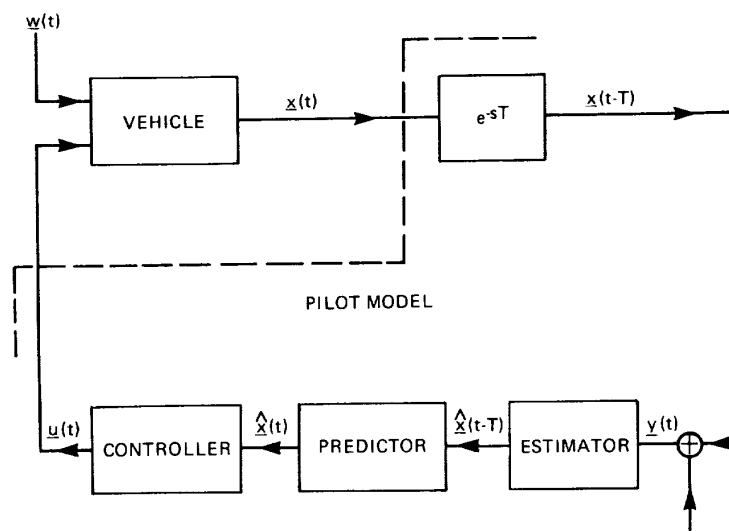 w(t)
VEHICLE
x(t)
e-sT
x(t-T)
PILOT MODEL
u(t)
CONTROLLER
x̂(t)
PREDICTOR
x̂(t-T)
ESTIMATOR
y(t)